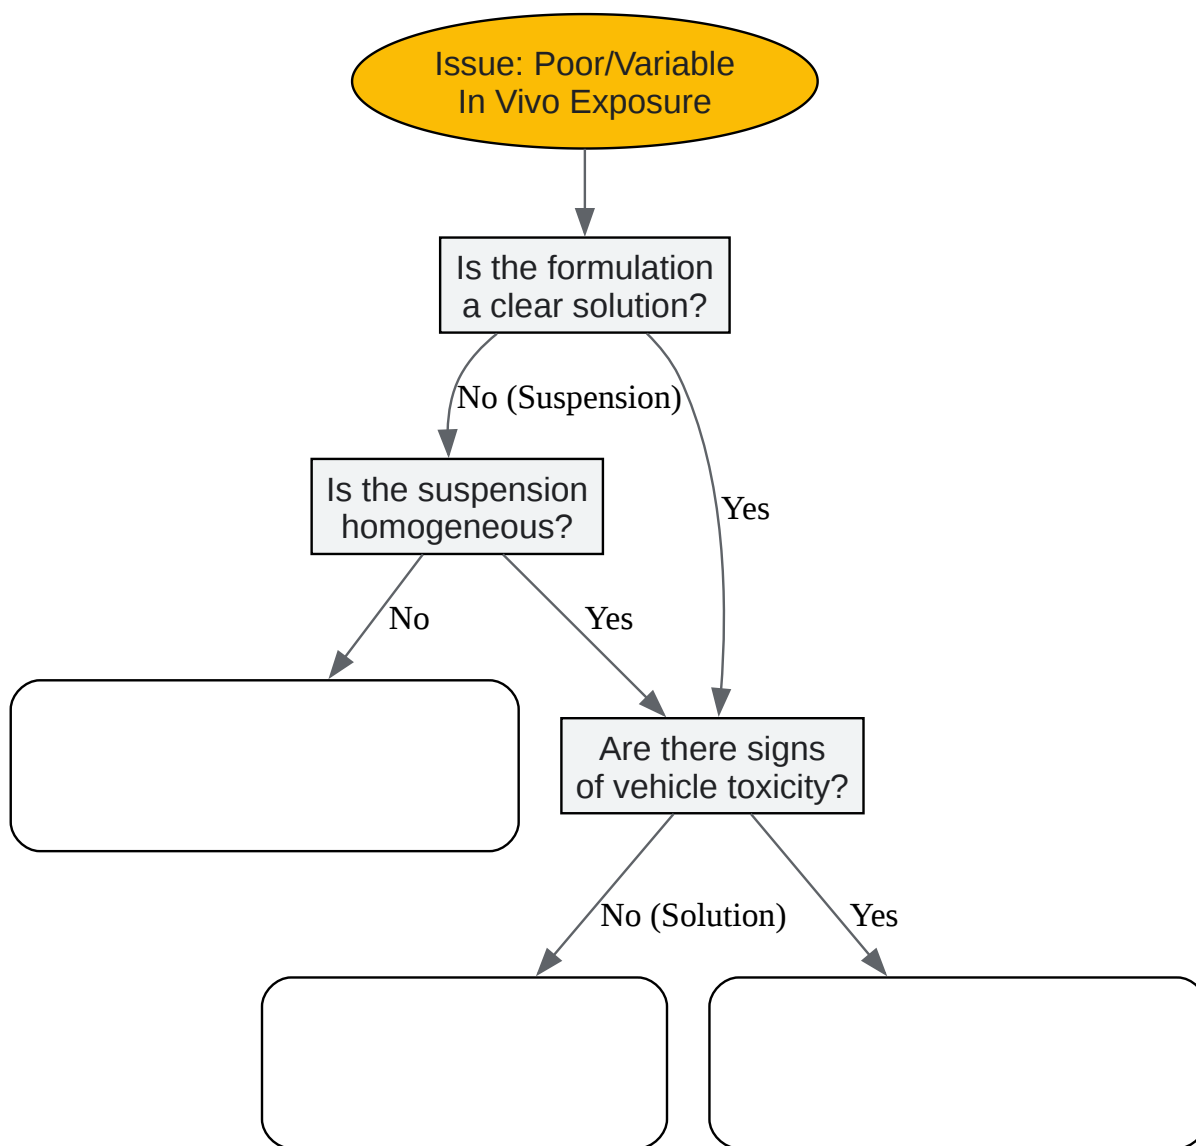 Issue: Poor/Variable
In Vivo Exposure
Is the formulation
a clear solution?
No (Suspension)
Is the suspension
homogeneous?
Yes
No
Yes
Are there signs
of vehicle toxicity?
No (Solution)
Yes